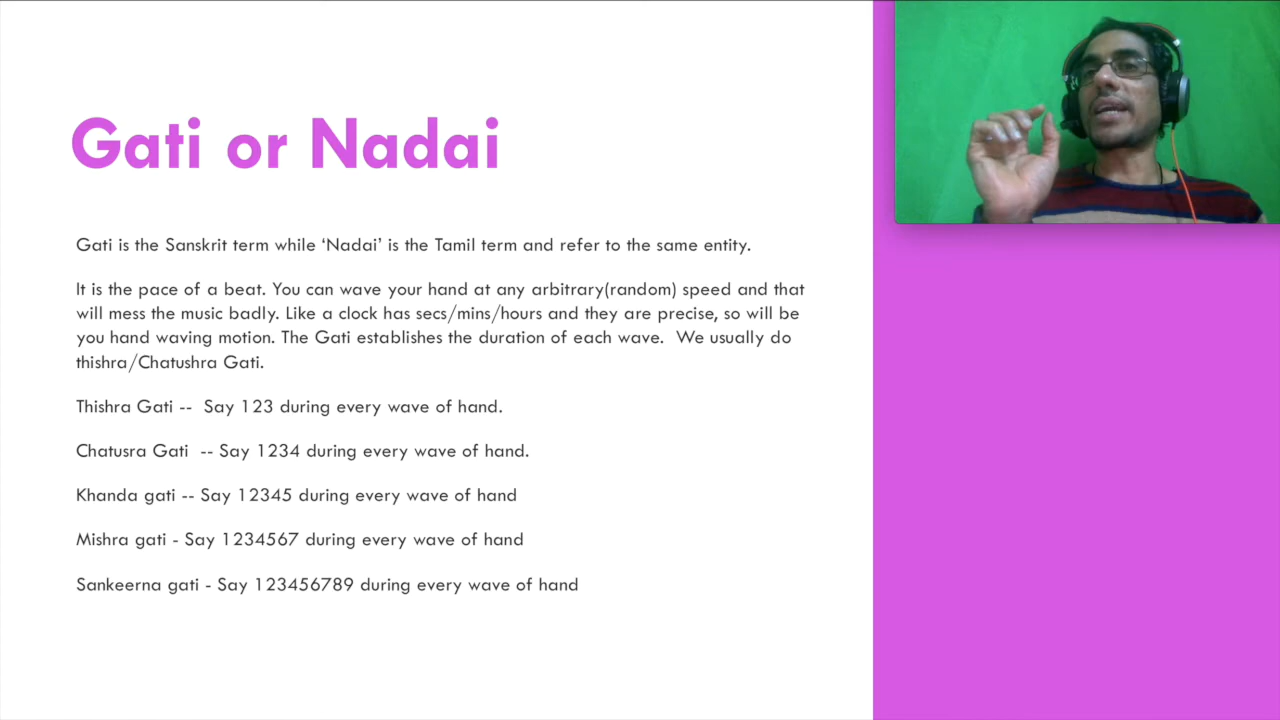 Gati or Nadai
Gati is the Sanskrit term while ‘Nadai’ is the Tamil term and refer to the same entity.
It is the pace of a beat. You can wave your hand at any arbitrary(random) speed and that
will mess the music badly. Like a clock has secs/mins/hours and they are precise, so will be
you hand waving motion. The Gati establishes the duration of each wave.  We usually do
thishra/Chatushra Gati.
Thishra Gati --  Say 123 during every wave of hand.
Chatusra Gati  -- Say 1234 during every wave of hand.
Khanda gati -- Say 12345 during every wave of hand
Mishra gati - Say 1234567 during every wave of hand
Sankeerna gati - Say 123456789 during every wave of hand